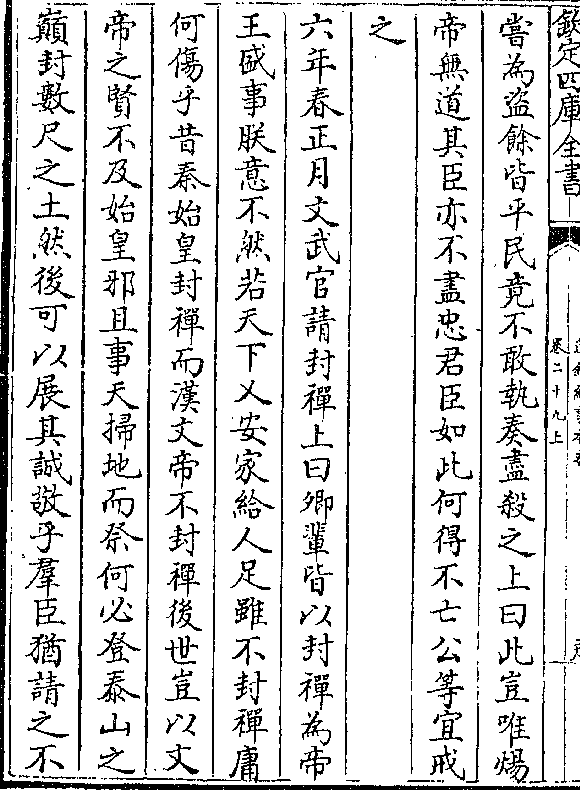 欽定四庫全書
卷二十九上
嘗為盜餘皆平民竟不敢執奏盡殺之上曰此豈唯煬
帝無道其臣亦不盡忠君臣如此何得不亡公等宜戒
之
六年春正月文武官請封禪上曰卿輩皆以封禪為帝
王盛事朕意不然若天下乂安家給人足雖不封禪庸
何傷乎昔秦始皇封禪而漢文帝不封禪後世豈以文
帝之賢不及始皇邪且事天掃地而祭何必登泰山之
巔封數尺之土然後可以展其誠敬乎羣臣猶請之不